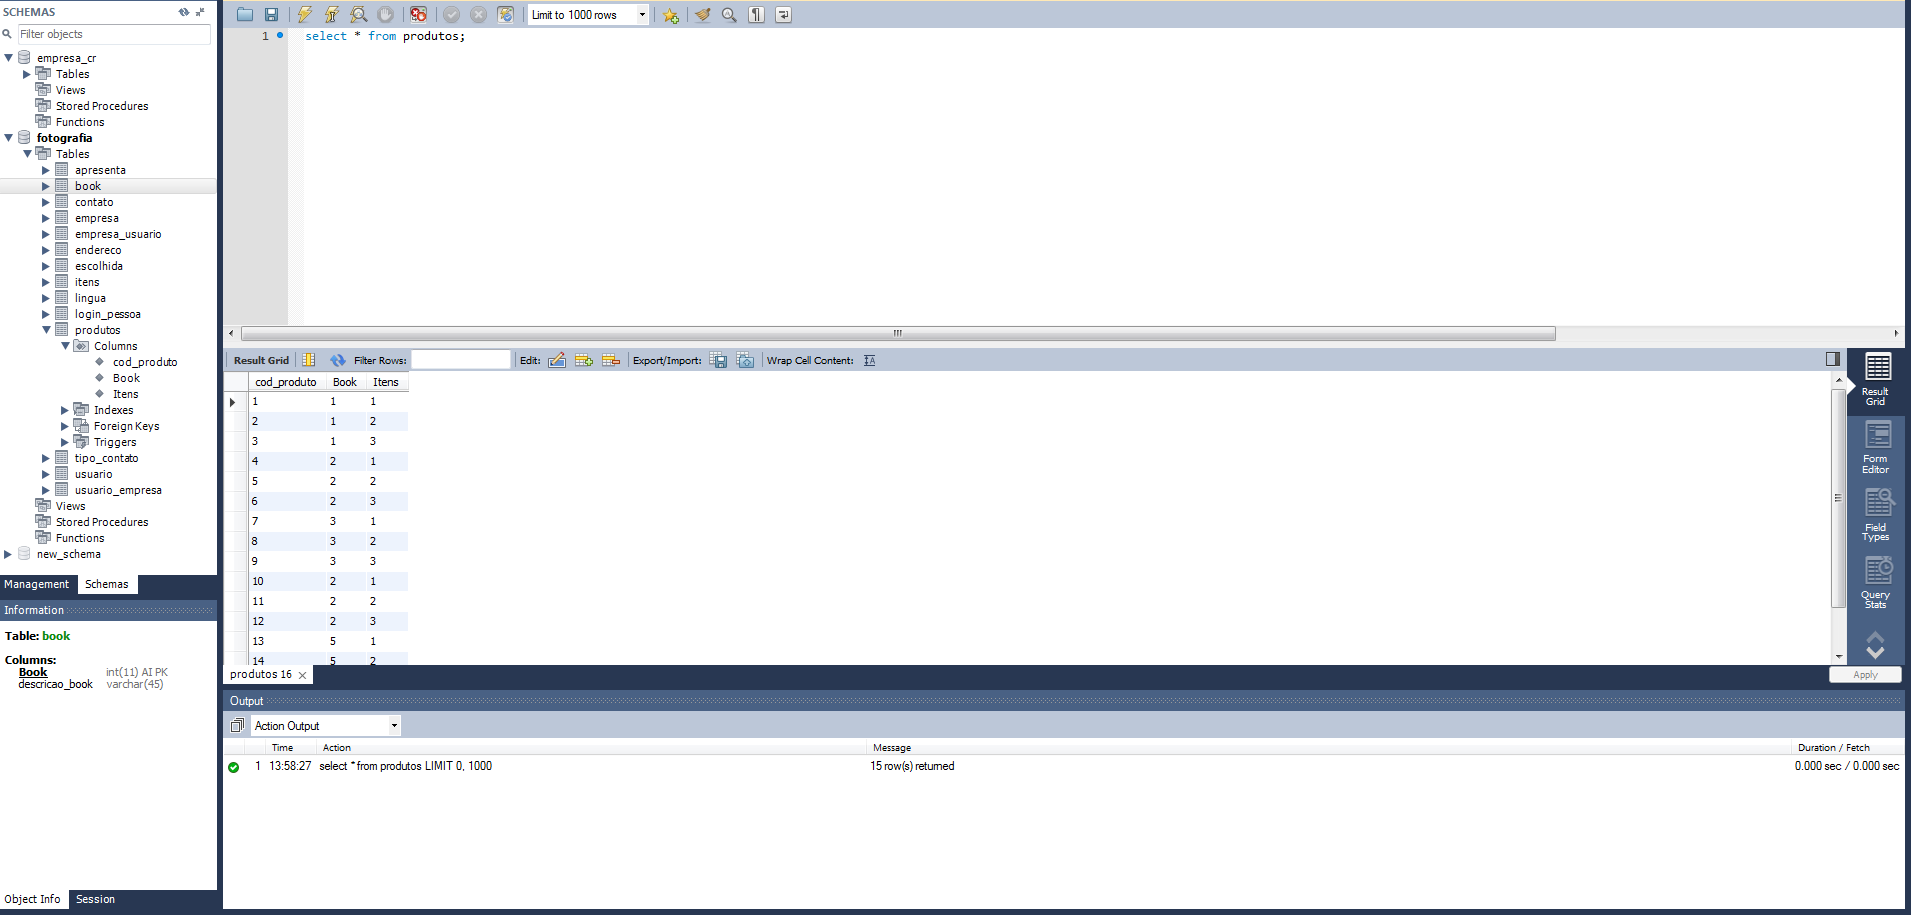 SCHEMAS
Filter objects
empresa_cr
Tables
Views
Stored Procedures
Functions
fotografia
Tables
apresenta
book
contato
empresa
empresa_usuario
endereco
escolhida
itens
lingua
login_pessoa
produtos
Columns
cod_produto
Book
Itens
Indexes
Foreign Keys
Triggers
tipo_contato
usuario
usuario_empresa
Views
Stored Procedures
Functions
new_schema
Management Schemas
Information
Table: book
Columns:
Book int(11) AI PK
descricao_book varchar(45)
Object Info Session
Limit to 1000 rows
1 select * from produtos;
Result Grid Filter Rows: Edit: Export/Import: Wrap Cell Content:
cod_produto Book Itens
1 1 1
2 1 2
3 1 3
4 2 1
5 2 2
6 2 3
7 3 1
8 3 2
9 3 3
10 2 1
11 2 2
12 2 3
13 5 1
14 5 2
Result
Grid
Form
Editor
Field
Types
Query
Stats
produtos 16
Apply
Output
Action Output
Time Action Message Duration / Fetch
1 13:58:27 select * from produtos LIMIT 0, 1000 15 row(s) returned 0.000 sec / 0.000 sec